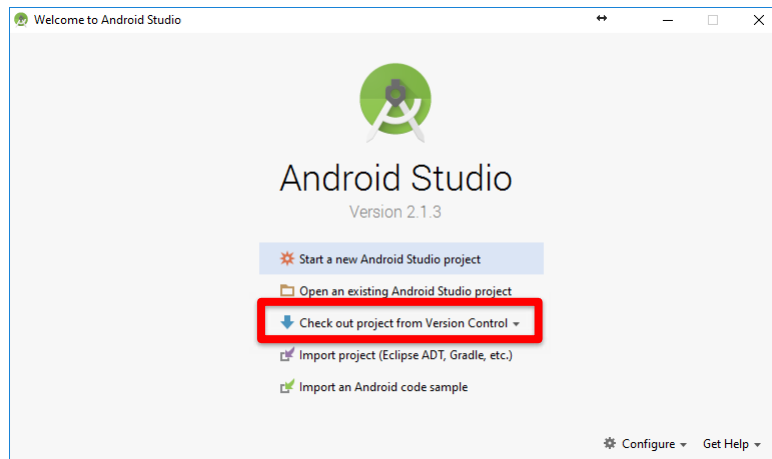 Welcome to Android Studio
Android Studio
Version 2.1.3
Start a new Android Studio project
Open an existing Android Studio project
Check out project from Version Control
Import project (Eclipse ADT, Gradle, etc.)
Import an Android code sample
Configure Get Help